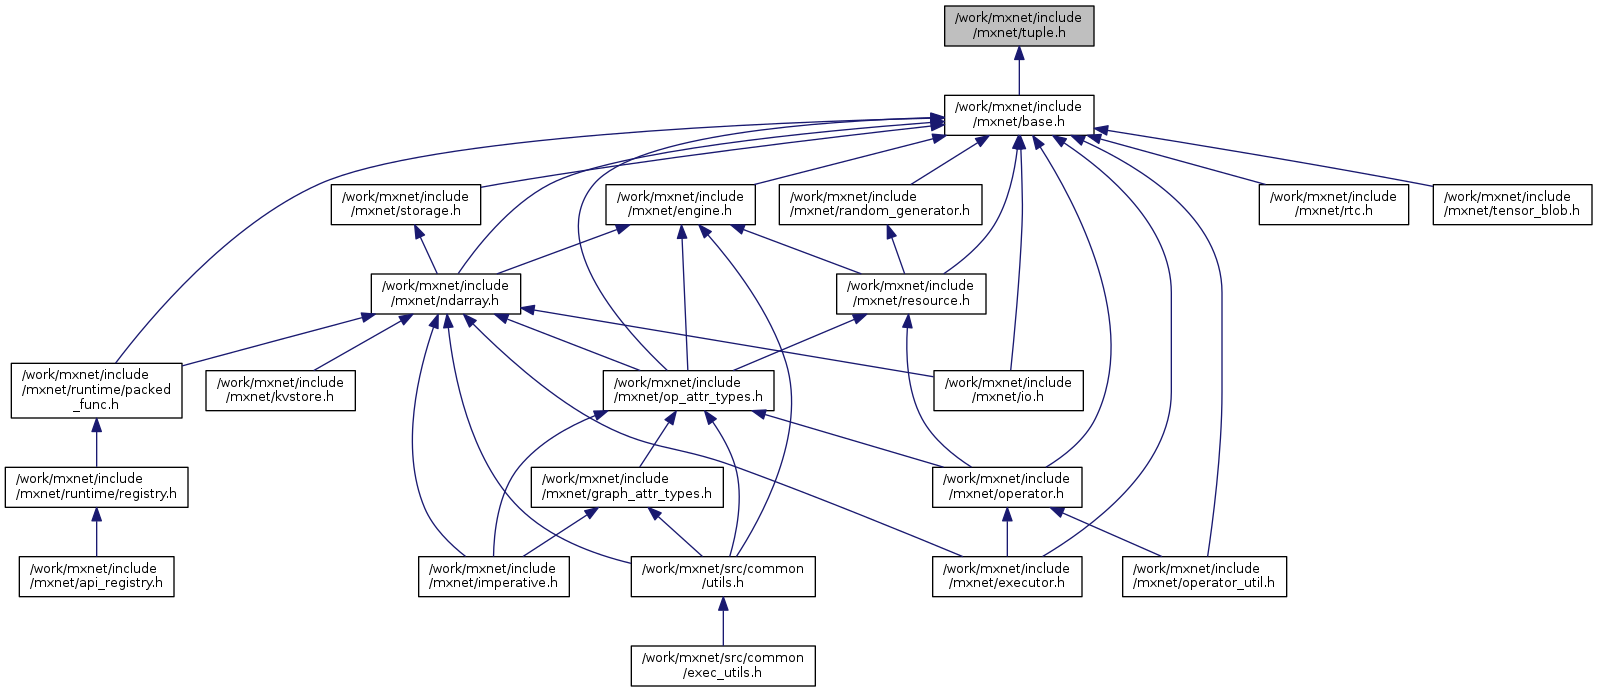 /work/mxnet/include
/mxnet/tuple.h
/work/mxnet/include
/mxnet/base.h
/work/mxnet/include
/mxnet/storage.h
/work/mxnet/include
/mxnet/engine.h
/work/mxnet/include
/mxnet/random_generator.h
/work/mxnet/include
/mxnet/rtc.h
/work/mxnet/include
/mxnet/tensor_blob.h
/work/mxnet/include
/mxnet/ndarray.h
/work/mxnet/include
/mxnet/resource.h
/work/mxnet/include
/mxnet/runtime/packed
_func.h
/work/mxnet/include
/mxnet/kvstore.h
/work/mxnet/include
/mxnet/op_attr_types.h
/work/mxnet/include
/mxnet/io.h
/work/mxnet/include
/mxnet/runtime/registry.h
/work/mxnet/include
/mxnet/graph_attr_types.h
/work/mxnet/include
/mxnet/operator.h
/work/mxnet/include
/mxnet/api_registry.h
/work/mxnet/include
/mxnet/imperative.h
/work/mxnet/src/common
/utils.h
/work/mxnet/include
/mxnet/executor.h
/work/mxnet/include
/mxnet/operator_util.h
/work/mxnet/src/common
/exec_utils.h